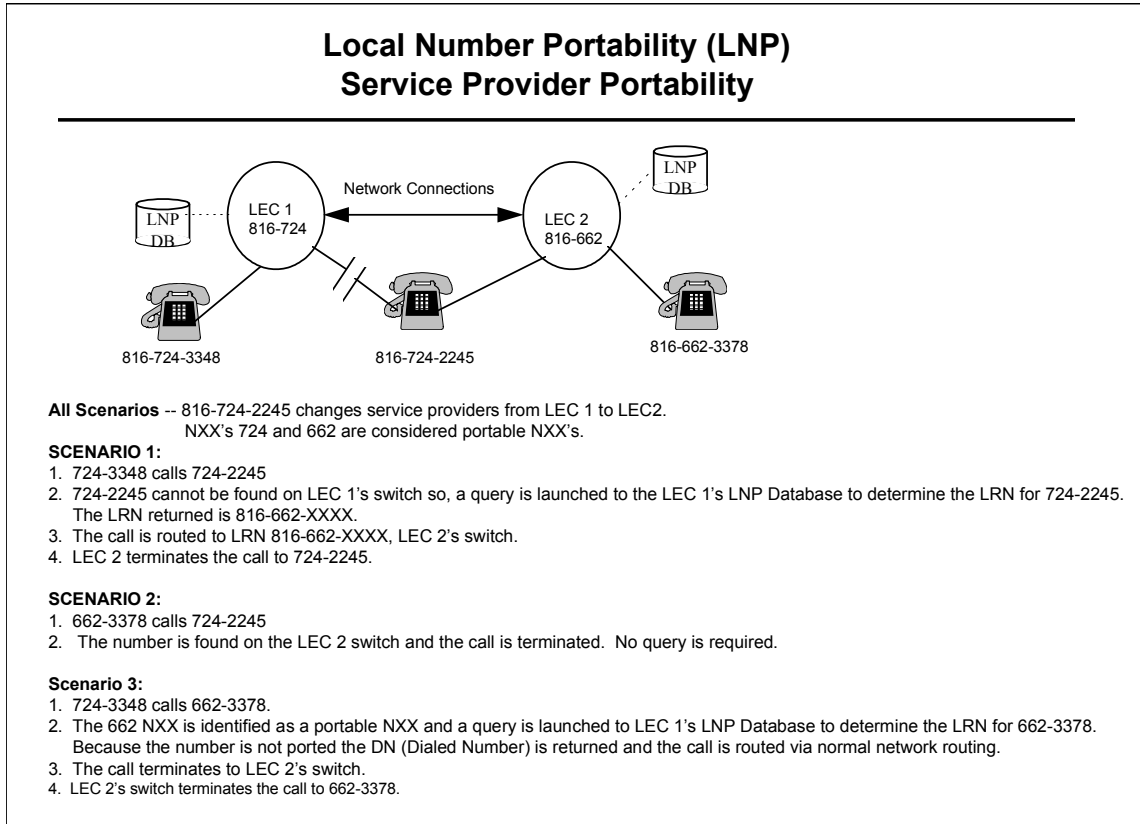 Local Number Portability (LNP)
Service Provider Portability
LNP
DB
LEC 1
816-724
Network Connections
LEC 2
816-662
LNP
DB
816-724-3348
816-724-2245
816-662-3378
All Scenarios -- 816-724-2245 changes service providers from LEC 1 to LEC2.
NXX's 724 and 662 are considered portable NXX's.
SCENARIO 1:
1. 724-3348 calls 724-2245
2. 724-2245 cannot be found on LEC 1's switch so, a query is launched to the LEC 1's LNP Database to determine the LRN for 724-2245.
The LRN returned is 816-662-XXXX.
3. The call is routed to LRN 816-662-XXXX, LEC 2's switch.
4. LEC 2 terminates the call to 724-2245.
SCENARIO 2:
1. 662-3378 calls 724-2245
2. The number is found on the LEC 2 switch and the call is terminated. No query is required.
Scenario 3:
1. 724-3348 calls 662-3378.
2. The 662 NXX is identified as a portable NXX and a query is launched to LEC 1's LNP Database to determine the LRN for 662-3378.
Because the number is not ported the DN (Dialed Number) is returned and the call is routed via normal network routing.
3. The call terminates to LEC 2's switch.
4. LEC 2's switch terminates the call to 662-3378.